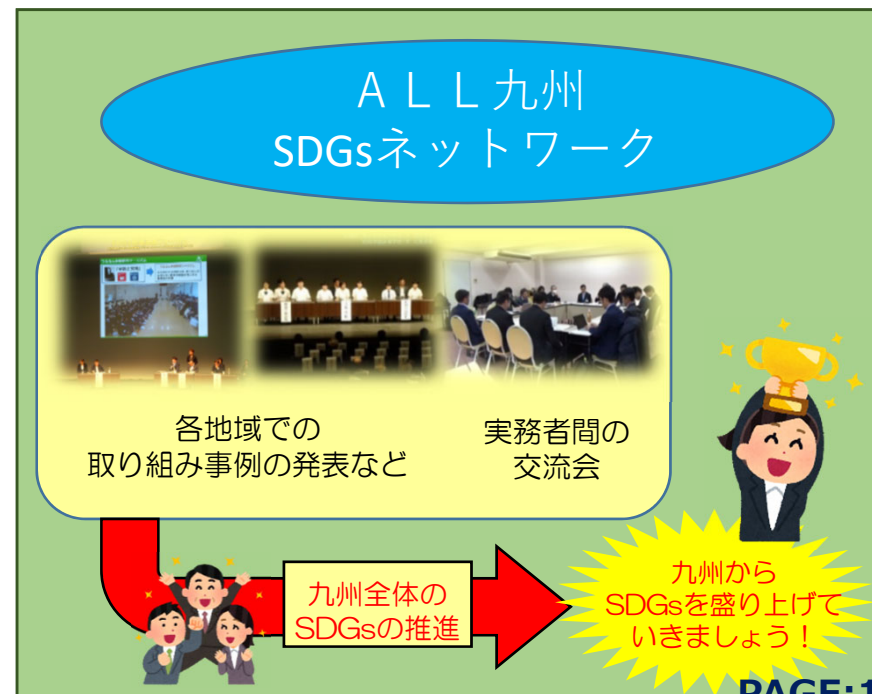 ＡＬＬ九州
SDGsネットワーク
各地域での
取り組み事例の発表など
実務者間の
交流会
九州全体の
SDGsの推進
九州から
SDGsを盛り上げて
いきましょう！
PAGE:1